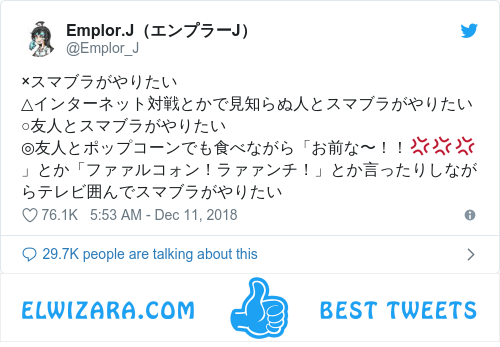 Emplor.J（エンプラーJ）
@Emplor_J
×スマブラがやりたい
△インターネット対戦とかで見知らぬ人とスマブラがやりたい
○友人とスマブラがやりたい
◎友人とポップコーンでも食べながら「お前な〜！！💢💢💢
」とか「ファァルコォン！ラァァンチ！」とか言ったりしなが
らテレビ囲んでスマブラがやりたい
76.1K 5:53 AM - Dec 11, 2018
29.7K people are talking about this
ELWIZARA.COM BEST TWEETS